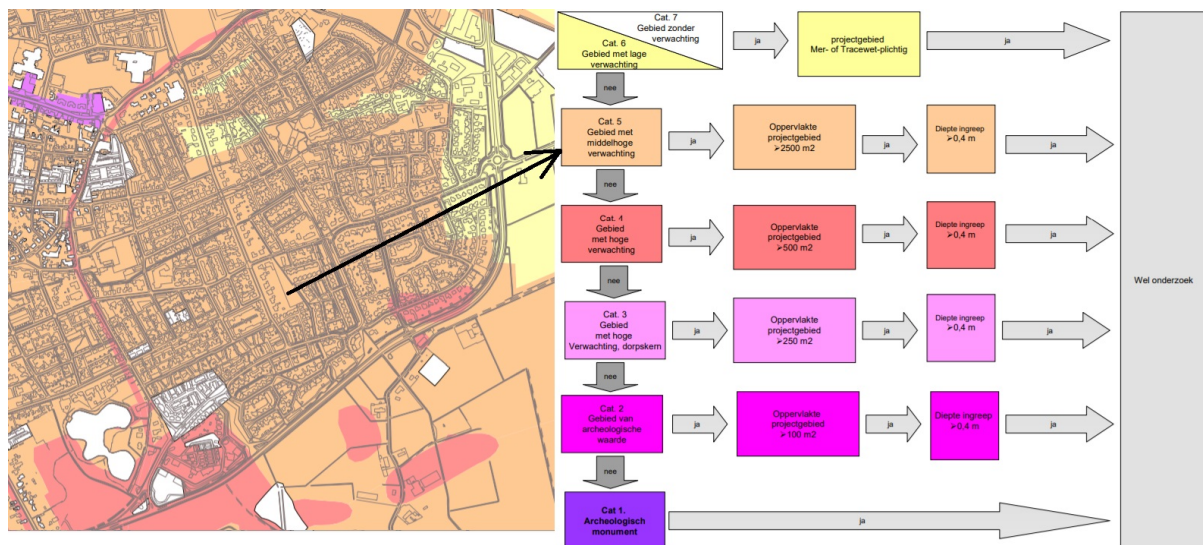 Cat. 7
Gebied zonder
verwachting
Cat. 6
Gebied met lage
verwachting
ja
projectgebied
Mer- of Tracewet-plichtig
ja
nee
Cat. 5
Gebied met
middelhoge
verwachting
ja
Oppervlakte
projectgebied
➢2500 m2
ja
Diepte ingreep
➢0,4 m
ja
nee
Cat. 4
Gebied
met hoge
verwachting
ja
Oppervlakte
projectgebied
➢500 m2
ja
Diepte ingreep
➢0,4 m
ja
Wel onderzoek
nee
Cat. 3
Gebied
met hoge
Verwachting, dorpskern
ja
Oppervlakte
projectgebied
➢250 m2
ja
Diepte ingreep
➢0,4 m
ja
nee
Cat. 2
Gebied van
archeologische
waarde
ja
Oppervlakte
projectgebied
➢100 m2
ja
Diepte ingreep
➢0,4 m
ja
nee
Cat 1.
Archeologisch
monument
ja